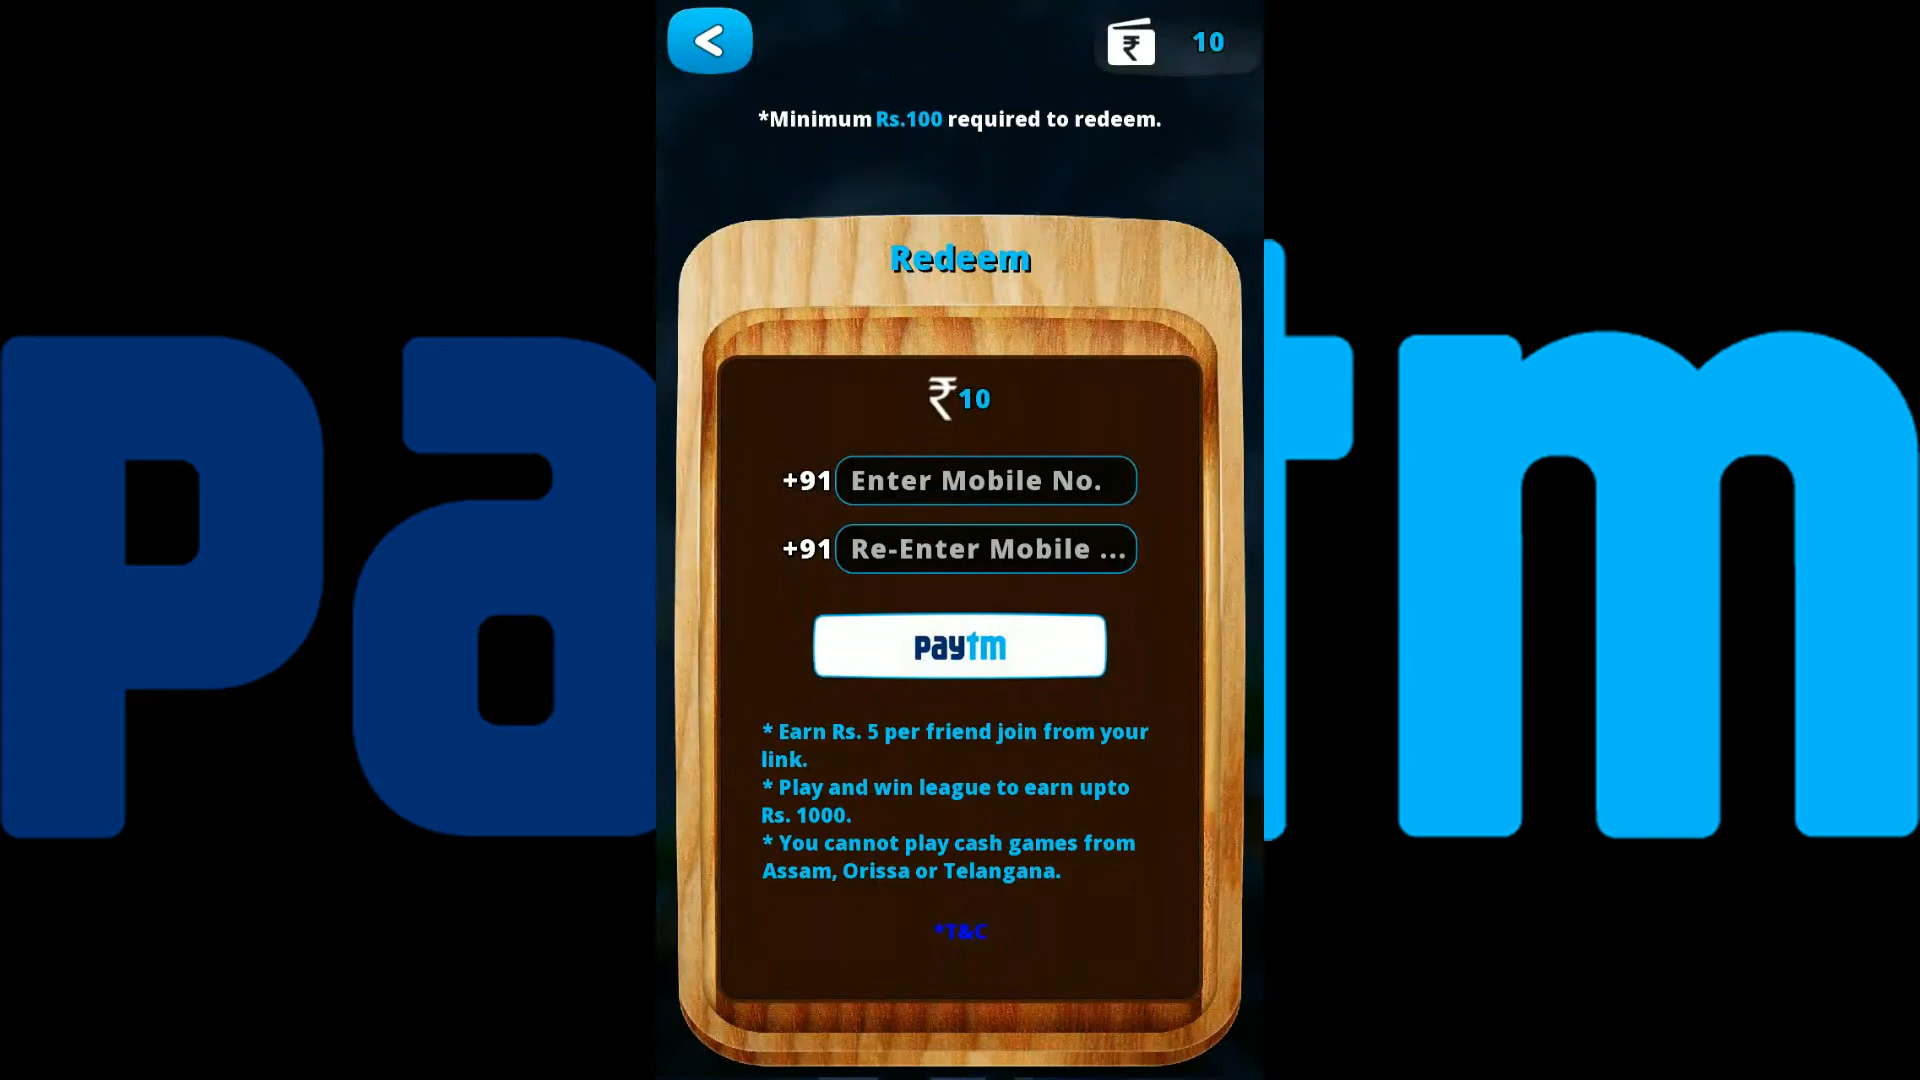 10
*Minimum Rs.100 required to redeem.
Redeem
₹10
+91 Enter Mobile No.
+91 Re-Enter Mobile ...
paytm
* Earn Rs. 5 per friend join from your
link.
* Play and win league to earn upto
Rs. 1000.
* You cannot play cash games from
Assam, Orissa or Telangana.
*T&C
Pa
tm